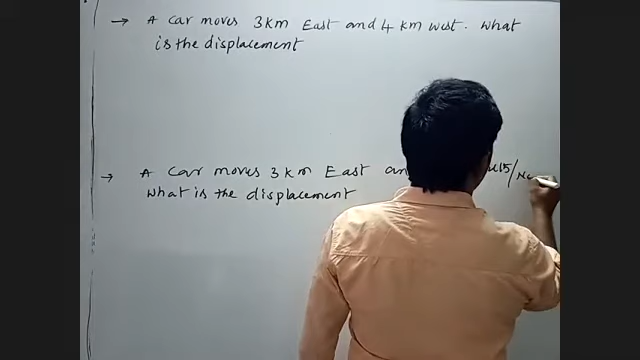 → A car moves 3km East and 4 km west. What
is the displacement
→ A car moves 3km East
What is the displacement